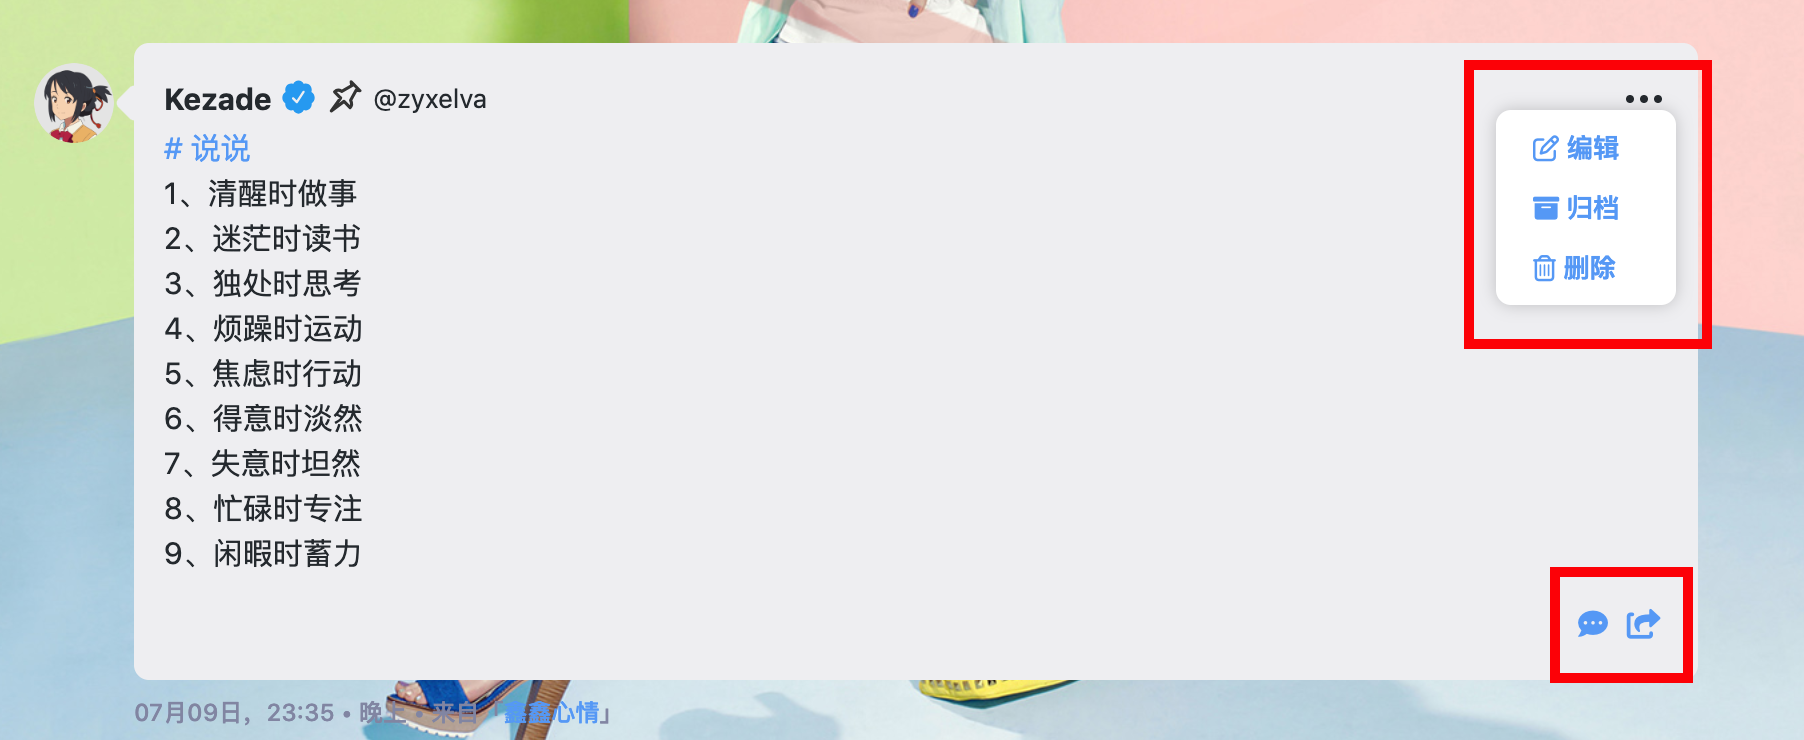 Kezade @zyxelva
# 说说
1、清醒时做事
2、迷茫时读书
3、独处时思考
4、烦躁时运动
5、焦虑时行动
6、得意时淡然
7、失意时坦然
8、忙碌时专注
9、闲暇时蓄力
编辑
归档
删除
07月09日，23:35 • 晚上 • 来自「鑫鑫心情」